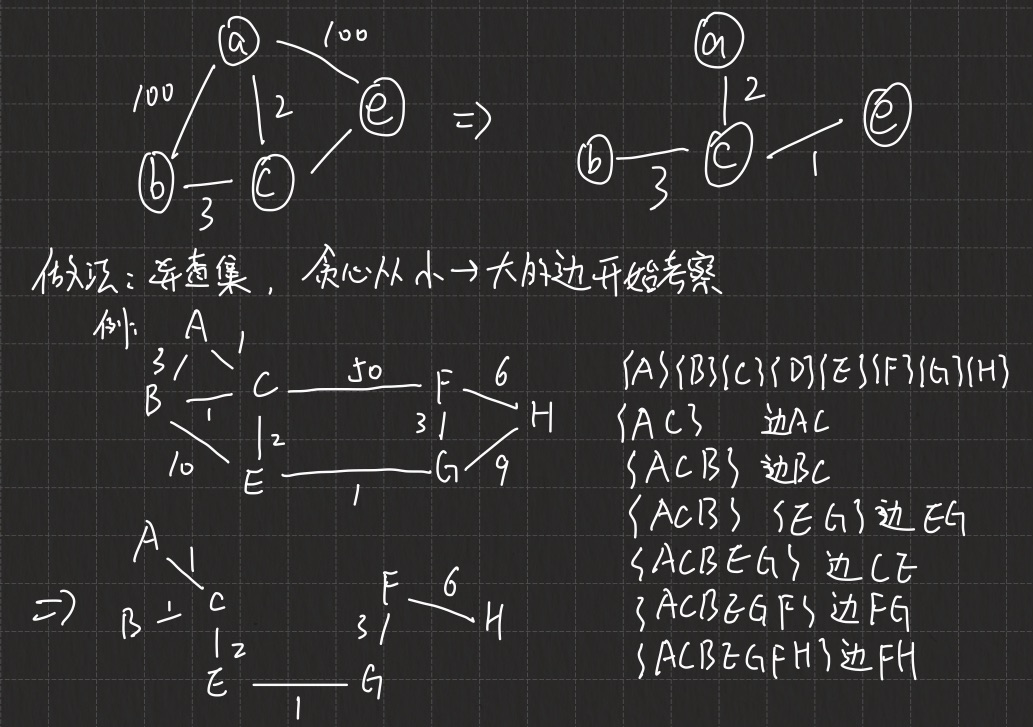 a 100
100 2 e => a 2 e
b 3 c b 3 c 1
做法：并查集，贪心从小→大的边开始考察
例：
A 1
3
B 1 C 50 F 6
H
10 2 3
E 1 G 9
{A}{B}{C}{D}{E}{F}{G}{H}
{AC} 边AC
{ACB} 边BC
{ACB} {EG} 边EG
{ACBEG} 边CE
{ACBEGF} 边FG
{ACBEGFH} 边FH
=>
A 1
B 1 C F 6 H
2 3
E 1 G